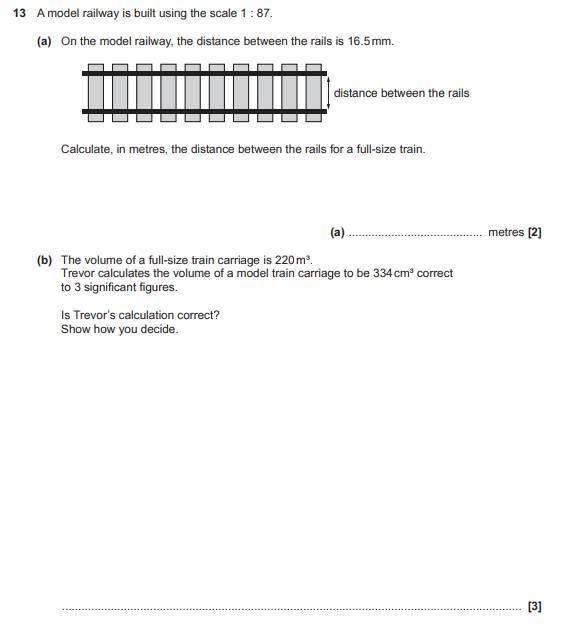 13 A model railway is built using the scale 1 : 87.
(a) On the model railway, the distance between the rails is 16.5 mm.
distance between the rails
Calculate, in metres, the distance between the rails for a full-size train.
(a) .......................................... metres [2]
(b) The volume of a full-size train carriage is 220 m³.
Trevor calculates the volume of a model train carriage to be 334 cm³ correct
to 3 significant figures.
Is Trevor's calculation correct?
Show how you decide.
.......................................................................................................................................... [3]